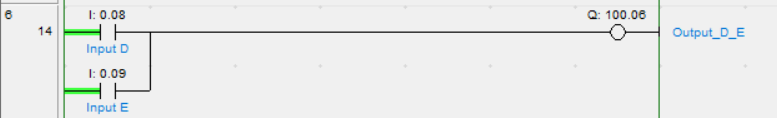 6
I: 0.08
Q: 100.06
14
Output_D_E
Input D
I: 0.09
Input E